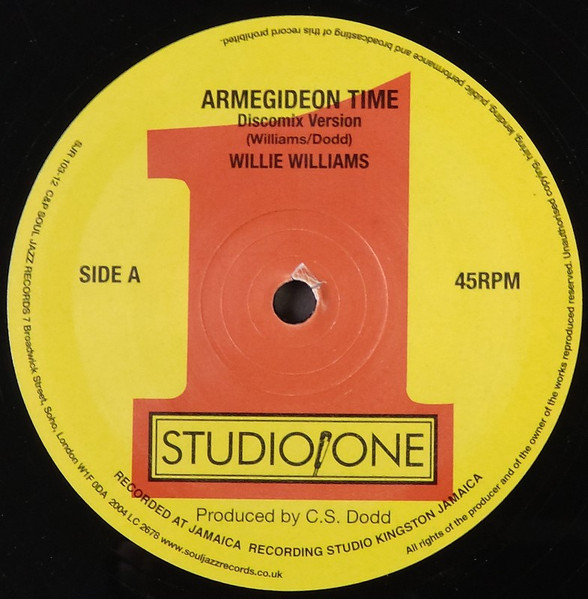 ARMEGIDEON TIME
Discomix Version
(Williams/Dodd)
WILLIE WILLIAMS
SIDE A
45RPM
STUDIO ONE
Produced by C.S. Dodd
RECORDED AT JAMAICA RECORDING STUDIO KINGSTON JAMAICA
SJR 103-12 C&P SOUL JAZZ RECORDS 7 Broadwick Street, Soho, London W1F 0DA 2004 LC 2678 www.souljazzrecords.co.uk
All rights of the producer and of the owner of the works reproduced reserved. Unauthorised copying, hiring, lending, public performance and broadcasting of this record prohibited.